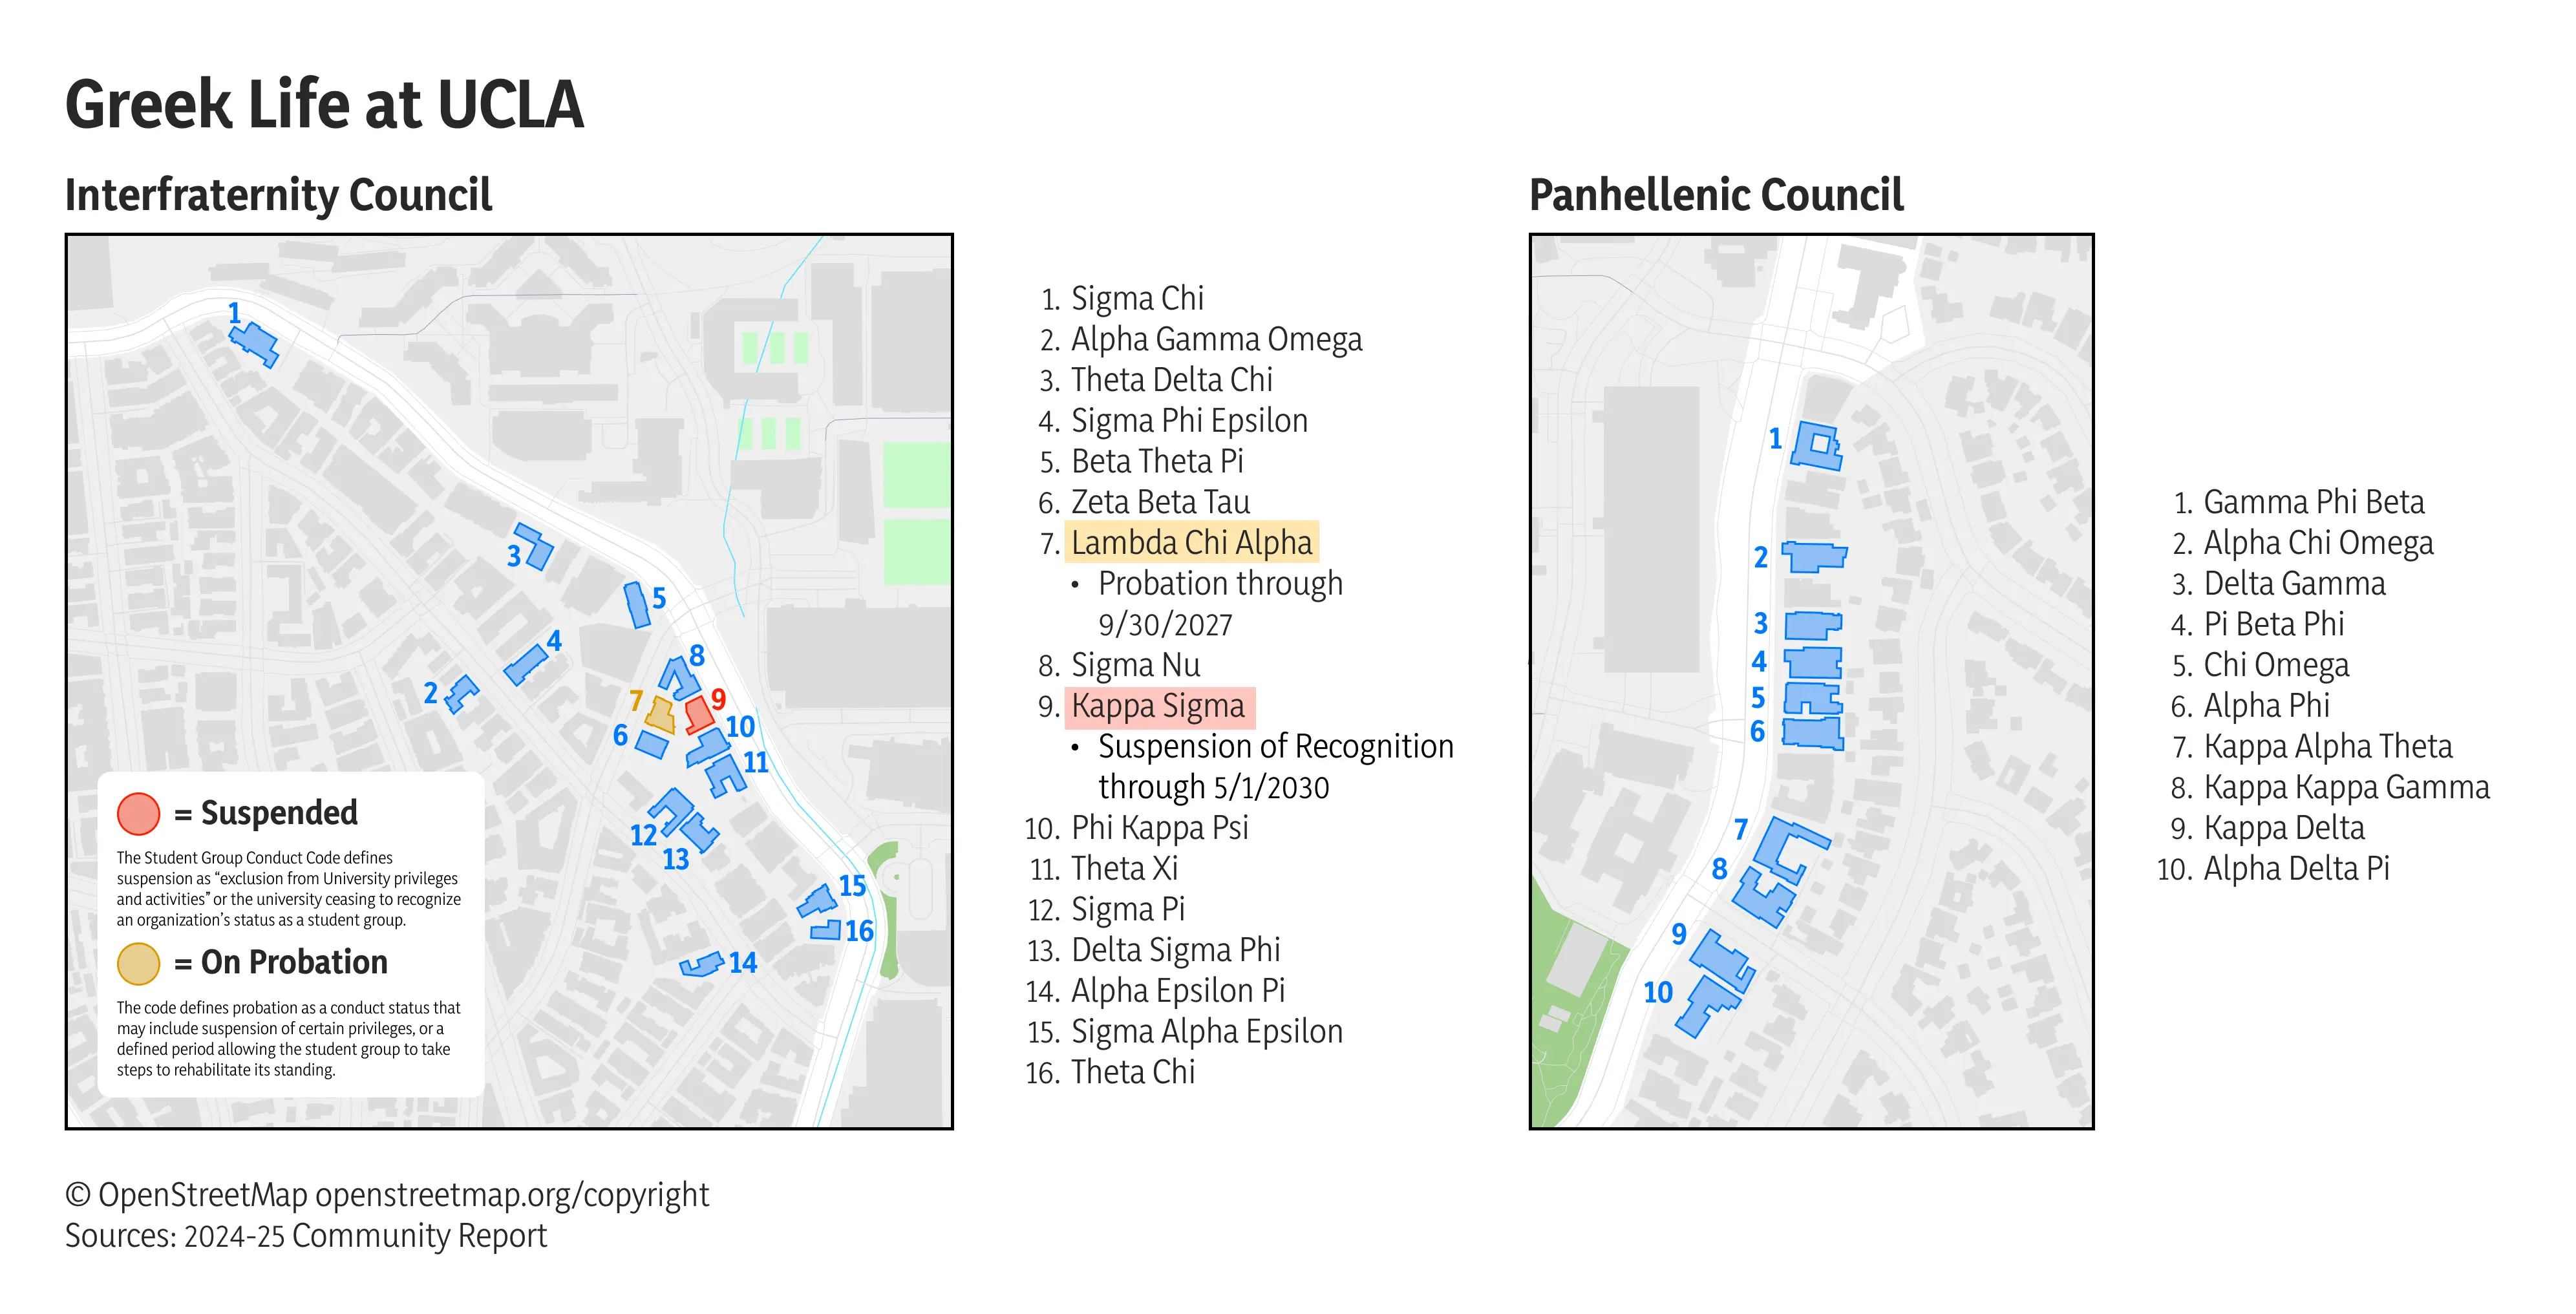 Greek Life at UCLA
Interfraternity Council
1
2
3
4
5
6
7
8
9
10
11
12
13
14
15
16
= Suspended
The Student Group Conduct Code defines
suspension as “exclusion from University privileges
and activities” or the university ceasing to recognize
an organization’s status as a student group.
= On Probation
The code defines probation as a conduct status that
may include suspension of certain privileges, or a
defined period allowing the student group to take
steps to rehabilitate its standing.
1. Sigma Chi
2. Alpha Gamma Omega
3. Theta Delta Chi
4. Sigma Phi Epsilon
5. Beta Theta Pi
6. Zeta Beta Tau
7. Lambda Chi Alpha
• Probation through
9/30/2027
8. Sigma Nu
9. Kappa Sigma
• Suspension of Recognition
through 5/1/2030
10. Phi Kappa Psi
11. Theta Xi
12. Sigma Pi
13. Delta Sigma Phi
14. Alpha Epsilon Pi
15. Sigma Alpha Epsilon
16. Theta Chi
Panhellenic Council
1
2
3
4
5
6
7
8
9
10
1. Gamma Phi Beta
2. Alpha Chi Omega
3. Delta Gamma
4. Pi Beta Phi
5. Chi Omega
6. Alpha Phi
7. Kappa Alpha Theta
8. Kappa Kappa Gamma
9. Kappa Delta
10. Alpha Delta Pi
© OpenStreetMap openstreetmap.org/copyright
Sources: 2024-25 Community Report